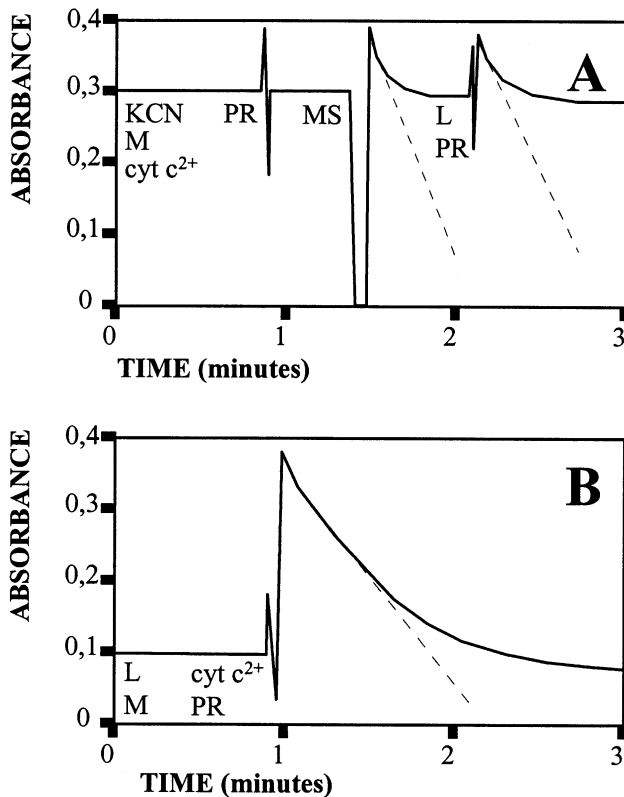 ABSORBANCE
0,4
0,3
0,2
0,1
0
A
KCN PR MS L
M PR
cyt c²⁺
0 1 2 3
TIME (minutes)
ABSORBANCE
0,4
0,3
0,2
0,1
0
B
L cyt c²⁺
M PR
0 1 2 3
TIME (minutes)